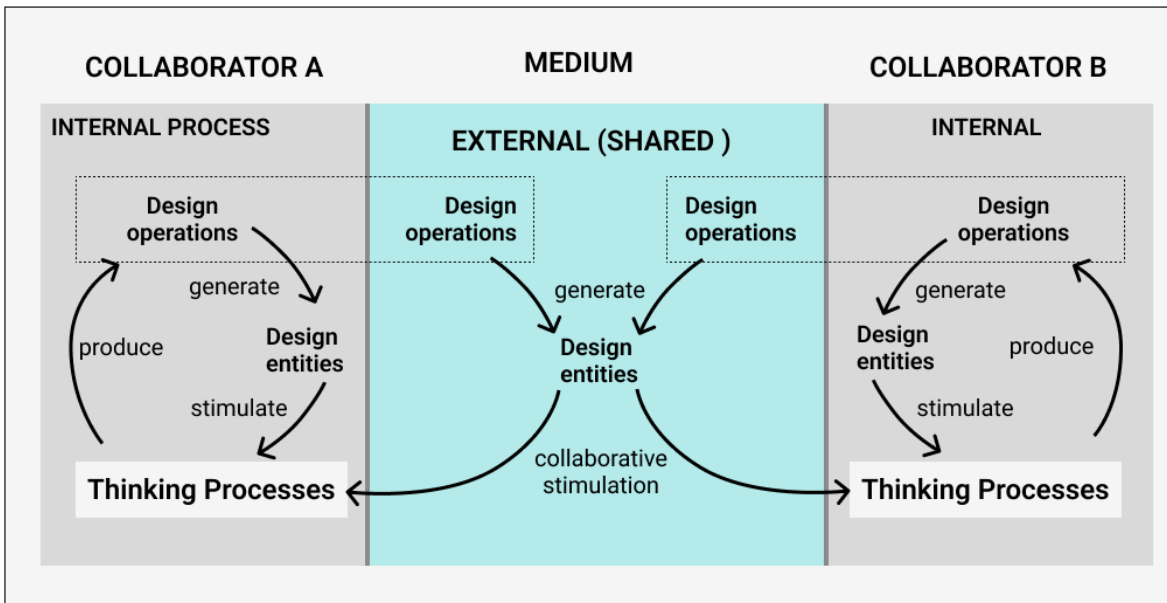 COLLABORATOR A
MEDIUM
COLLABORATOR B
INTERNAL PROCESS
EXTERNAL (SHARED )
INTERNAL
Design
operations
Design
operations
Design
operations
Design
operations
generate
generate
generate
Design
entities
Design
entities
Design
entities
produce
produce
stimulate
stimulate
collaborative
stimulation
Thinking Processes
Thinking Processes